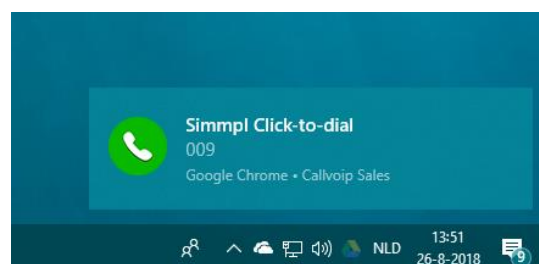 Simmpl Click-to-dial
009
Google Chrome • Callvoip Sales
NLD
13:51
26-8-2018
9